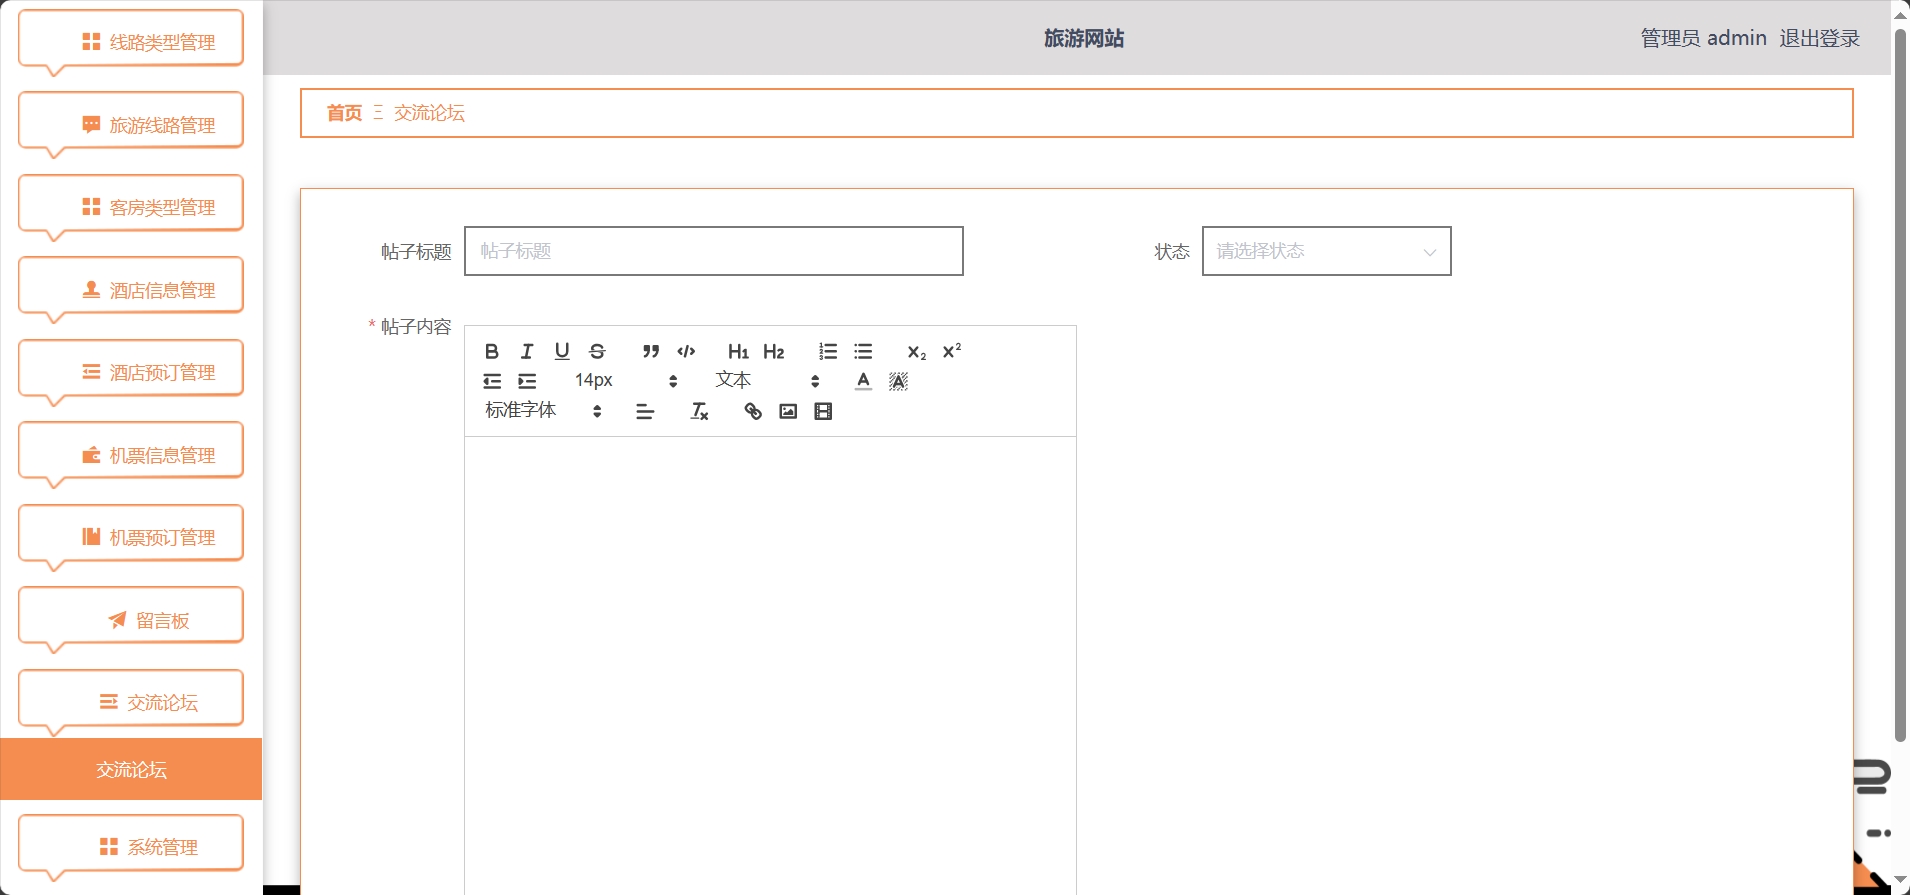 旅游网站
管理员 admin 退出登录
线路类型管理
旅游线路管理
客房类型管理
酒店信息管理
酒店预订管理
机票信息管理
机票预订管理
留言板
交流论坛
交流论坛
系统管理
首页 Ξ 交流论坛
帖子标题 帖子标题
状态 请选择状态
* 帖子内容
B I U S H1 H2 X2 X2
14px 文本 A A
标准字体 Tx